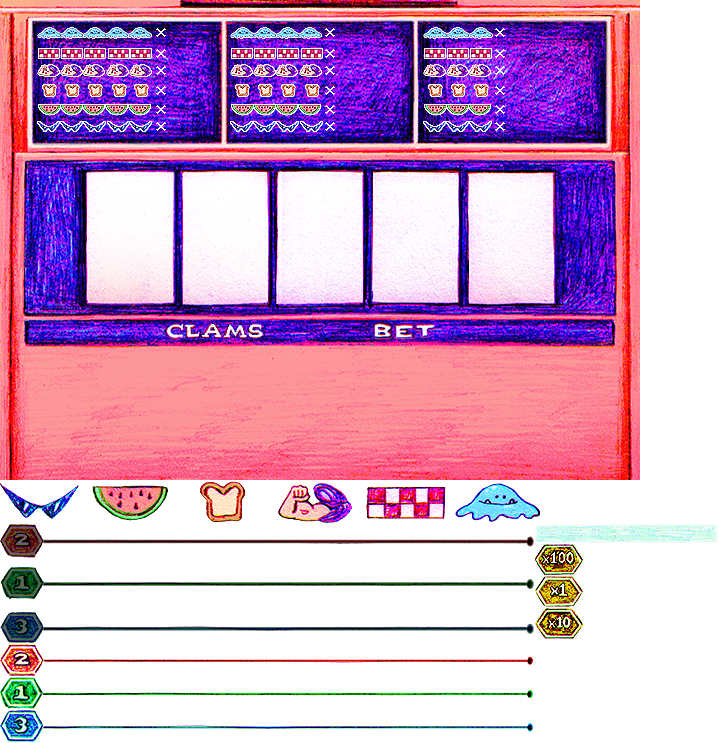 × × ×
× × ×
× × ×
× × ×
× × ×
× × ×
CLAMS BET
2
x100
1
x1
3
x10
2
1
3